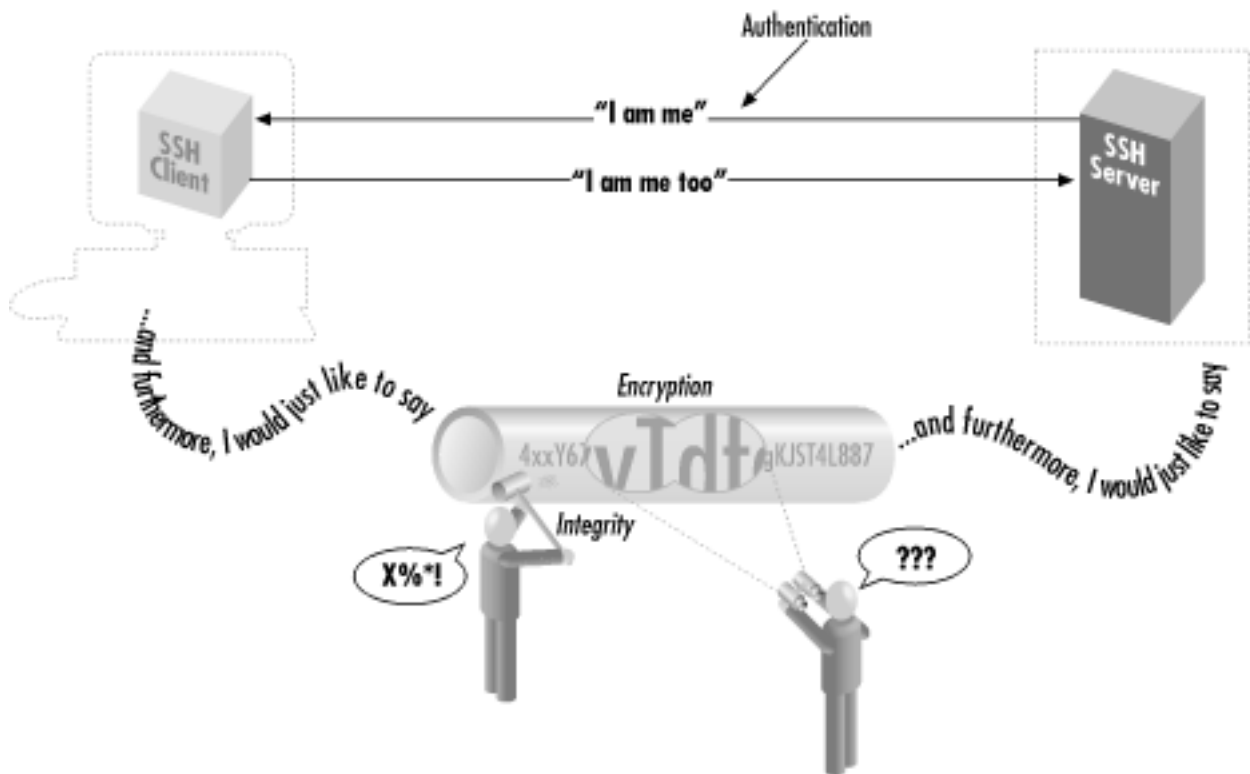 Authentication
“I am me”
SSH
Client
“I am me too”
SSH
Server
...and furthermore, I would just like to say
Encryption
4xxY67
yTdfc
gKJST4L887
...and furthermore, I would just like to say
Integrity
X%*!
???